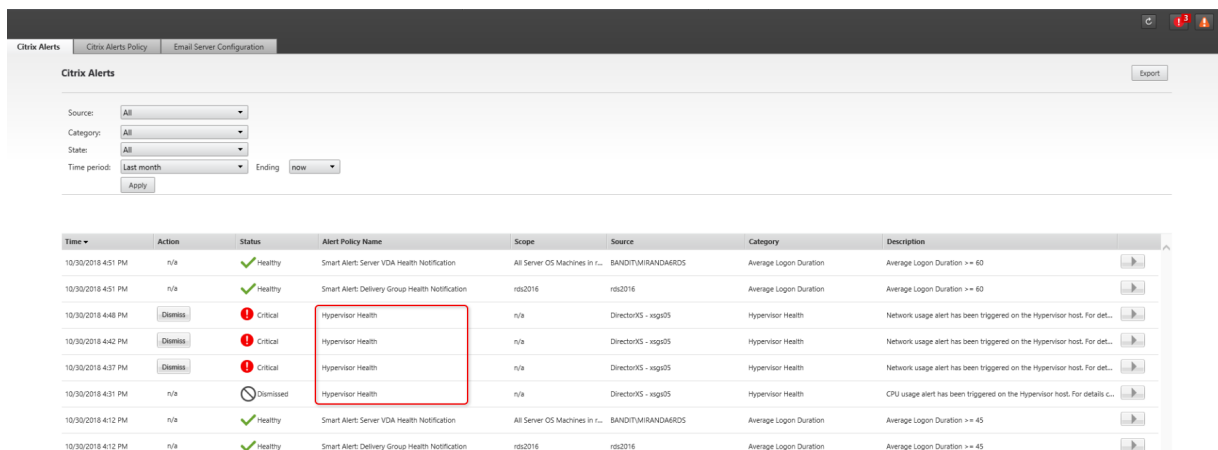 3
Citrix Alerts Citrix Alerts Policy Email Server Configuration
Citrix Alerts Export
Source: All
Category: All
State: All
Time period: Last month Ending now
Apply
Time Action Status Alert Policy Name Scope Source Category Description
10/30/2018 4:51 PM n/a Healthy Smart Alert: Server VDA Health Notification All Server OS Machines in r... BANDIT\MIRANDA6RDS Average Logon Duration Average Logon Duration >= 60
10/30/2018 4:51 PM n/a Healthy Smart Alert: Delivery Group Health Notification rds2016 rds2016 Average Logon Duration Average Logon Duration >= 60
10/30/2018 4:48 PM Dismiss Critical Hypervisor Health n/a DirectorXS - xsgs05 Hypervisor Health Network usage alert has been triggered on the Hypervisor host. For det...
10/30/2018 4:42 PM Dismiss Critical Hypervisor Health n/a DirectorXS - xsgs05 Hypervisor Health Network usage alert has been triggered on the Hypervisor host. For det...
10/30/2018 4:37 PM Dismiss Critical Hypervisor Health n/a DirectorXS - xsgs05 Hypervisor Health Network usage alert has been triggered on the Hypervisor host. For det...
10/30/2018 4:31 PM n/a Dismissed Hypervisor Health n/a DirectorXS - xsgs05 Hypervisor Health CPU usage alert has been triggered on the Hypervisor host. For details c...
10/30/2018 4:12 PM n/a Healthy Smart Alert: Server VDA Health Notification All Server OS Machines in r... BANDIT\MIRANDA6RDS Average Logon Duration Average Logon Duration >= 45
10/30/2018 4:12 PM n/a Healthy Smart Alert: Delivery Group Health Notification rds2016 rds2016 Average Logon Duration Average Logon Duration >= 45